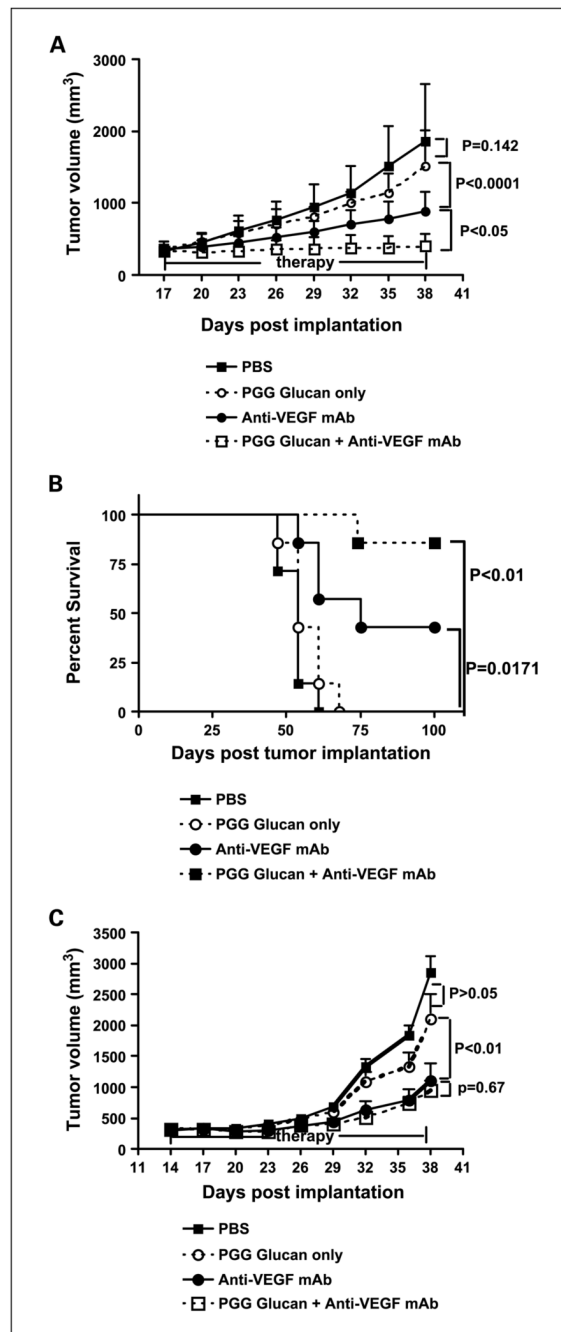 A
Tumor volume (mm3)
3000
2000
1000
0
P=0.142
P<0.0001
P<0.05
therapy
17 20 23 26 29 32 35 38 41
Days post implantation
PBS
PGG Glucan only
Anti-VEGF mAb
PGG Glucan + Anti-VEGF mAb
B
Percent Survival
100
75
50
25
0
P<0.01
P=0.0171
0 25 50 75 100
Days post tumor implantation
PBS
PGG Glucan only
Anti-VEGF mAb
PGG Glucan + Anti-VEGF mAb
C
Tumor volume (mm3)
3500
3000
2500
2000
1500
1000
500
0
P>0.05
P<0.01
p=0.67
therapy
11 14 17 20 23 26 29 32 35 38 41
Days post implantation
PBS
PGG Glucan only
Anti-VEGF mAb
PGG Glucan + Anti-VEGF mAb